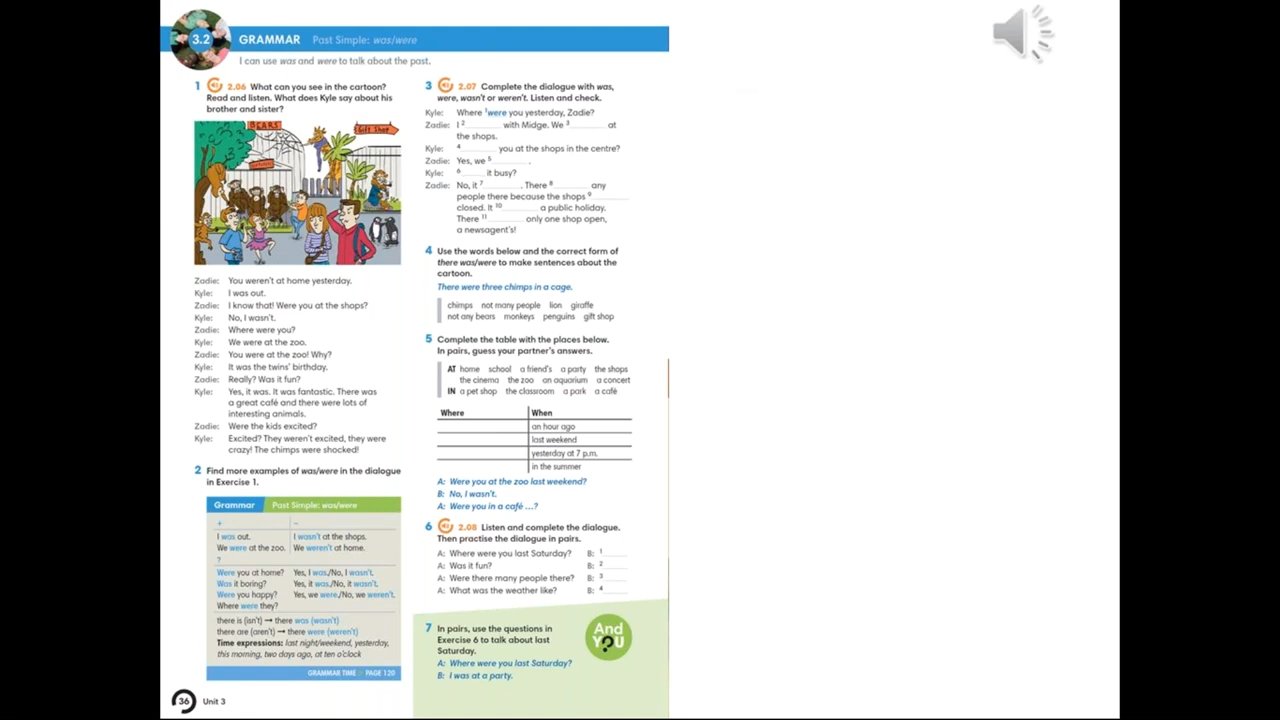 3.2 GRAMMAR Past Simple: was/were
I can use was and were to talk about the past.
1 2.06 What can you see in the cartoon?
Read and listen. What does Kyle say about his
brother and sister?
BEARS
Gift Shop
Zadie: You weren't at home yesterday.
Kyle: I was out.
Zadie: I know that! Were you at the shops?
Kyle: No, I wasn't.
Zadie: Where were you?
Kyle: We were at the zoo.
Zadie: You were at the zoo! Why?
Kyle: It was the twins' birthday.
Zadie: Really? Was it fun?
Kyle: Yes, it was. It was fantastic. There was
a great café and there were lots of
interesting animals.
Zadie: Were the kids excited?
Kyle: Excited? They weren't excited, they were
crazy! The chimps were shocked!
2 Find more examples of was/were in the dialogue
in Exercise 1.
Grammar Past Simple: was/were
+ –
I was out. I wasn't at the shops.
We were at the zoo. We weren't at home.
?
Were you at home? Yes, I was./No, I wasn't.
Was it boring? Yes, it was./No, it wasn't.
Were you happy? Yes, we were./No, we weren't.
Where were they?
there is (isn't) → there was (wasn't)
there are (aren't) → there were (weren't)
Time expressions: last night/weekend, yesterday,
this morning, two days ago, at ten o'clock
GRAMMAR TIME PAGE 120
36 Unit 3
3 2.07 Complete the dialogue with was,
were, wasn't or weren't. Listen and check.
Kyle: Where 1 were you yesterday, Zadie?
Zadie: I 2 ______ with Midge. We 3 ______ at
the shops.
Kyle: 4 ______ you at the shops in the centre?
Zadie: Yes, we 5 ______ .
Kyle: 6 ______ it busy?
Zadie: No, it 7 ______ . There 8 ______ any
people there because the shops 9 ______
closed. It 10 ______ a public holiday.
There 11 ______ only one shop open,
a newsagent's!
4 Use the words below and the correct form of
there was/were to make sentences about the
cartoon.
There were three chimps in a cage.
chimps not many people lion giraffe
not any bears monkeys penguins gift shop
5 Complete the table with the places below.
In pairs, guess your partner's answers.
AT home school a friend's a party the shops
the cinema the zoo an aquarium a concert
IN a pet shop the classroom a park a café
Where When
an hour ago
last weekend
yesterday at 7 p.m.
in the summer
A: Were you at the zoo last weekend?
B: No, I wasn't.
A: Were you in a café ...?
6 2.08 Listen and complete the dialogue.
Then practise the dialogue in pairs.
A: Where were you last Saturday? B: 1 ______
A: Was it fun? B: 2 ______
A: Were there many people there? B: 3 ______
A: What was the weather like? B: 4 ______
7 In pairs, use the questions in
Exercise 6 to talk about last
Saturday.
A: Where were you last Saturday?
B: I was at a party.
And
YOU
?